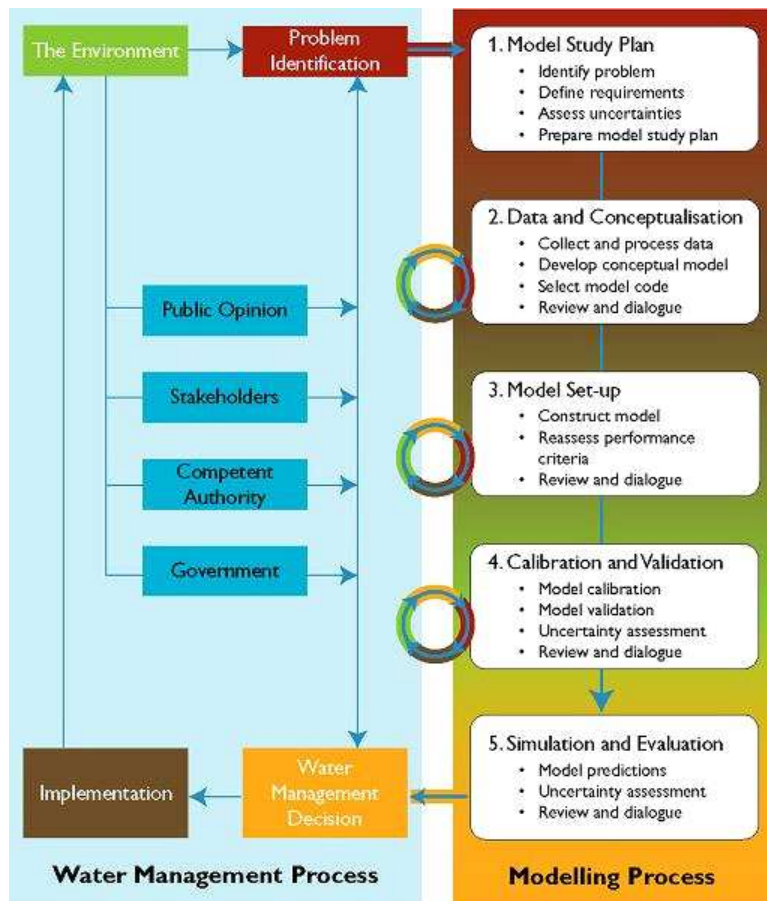 The Environment
Problem
Identification
Public Opinion
Stakeholders
Competent
Authority
Government
Implementation
Water
Management
Decision
Water Management Process
1. Model Study Plan
• Identify problem
• Define requirements
• Assess uncertainties
• Prepare model study plan
2. Data and Conceptualisation
• Collect and process data
• Develop conceptual model
• Select model code
• Review and dialogue
3. Model Set-up
• Construct model
• Reassess performance
criteria
• Review and dialogue
4. Calibration and Validation
• Model calibration
• Model validation
• Uncertainty assessment
• Review and dialogue
5. Simulation and Evaluation
• Model predictions
• Uncertainty assessment
• Review and dialogue
Modelling Process